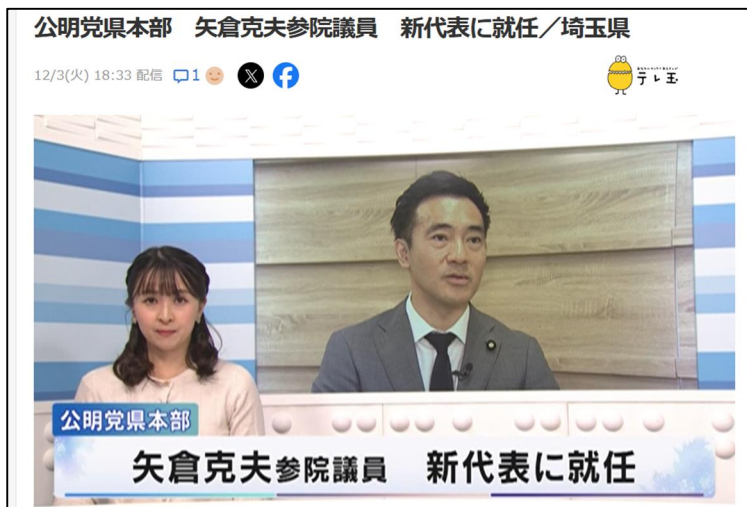 公明党県本部　矢倉克夫参院議員　新代表に就任／埼玉県
12/3(火) 18:33 配信 1
テレ玉
公明党県本部
矢倉克夫参院議員　新代表に就任